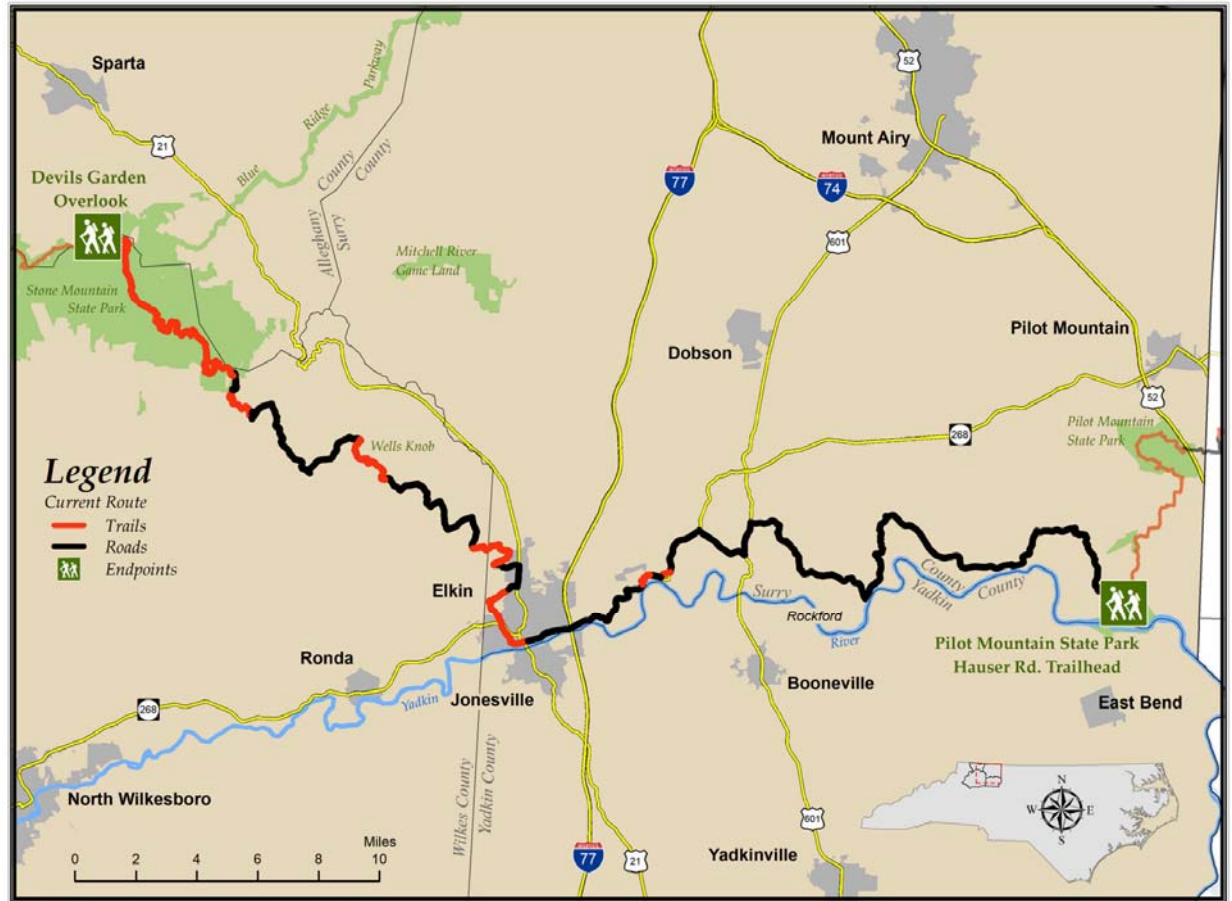 Sparta
21
Blue
Ridge
Parkway
Alleghany County
Surry County
52
Mount Airy
77
74
601
Devils Garden
Overlook
Stone Mountain
State Park
Mitchell River
Game Land
Dobson
Pilot Mountain
52
268
Pilot Mountain
State Park
Wells Knob
Legend
Current Route
Trails
Roads
Endpoints
Elkin
Surry
County
Yadkin
County
Rockford
River
Pilot Mountain State Park
Hauser Rd. Trailhead
Ronda
Jonesville
Booneville
East Bend
268
Yadkin
North Wilkesboro
Wilkes County
Yadkin County
Miles
0 2 4 6 8 10
77
21
601
Yadkinville
N
W E
S